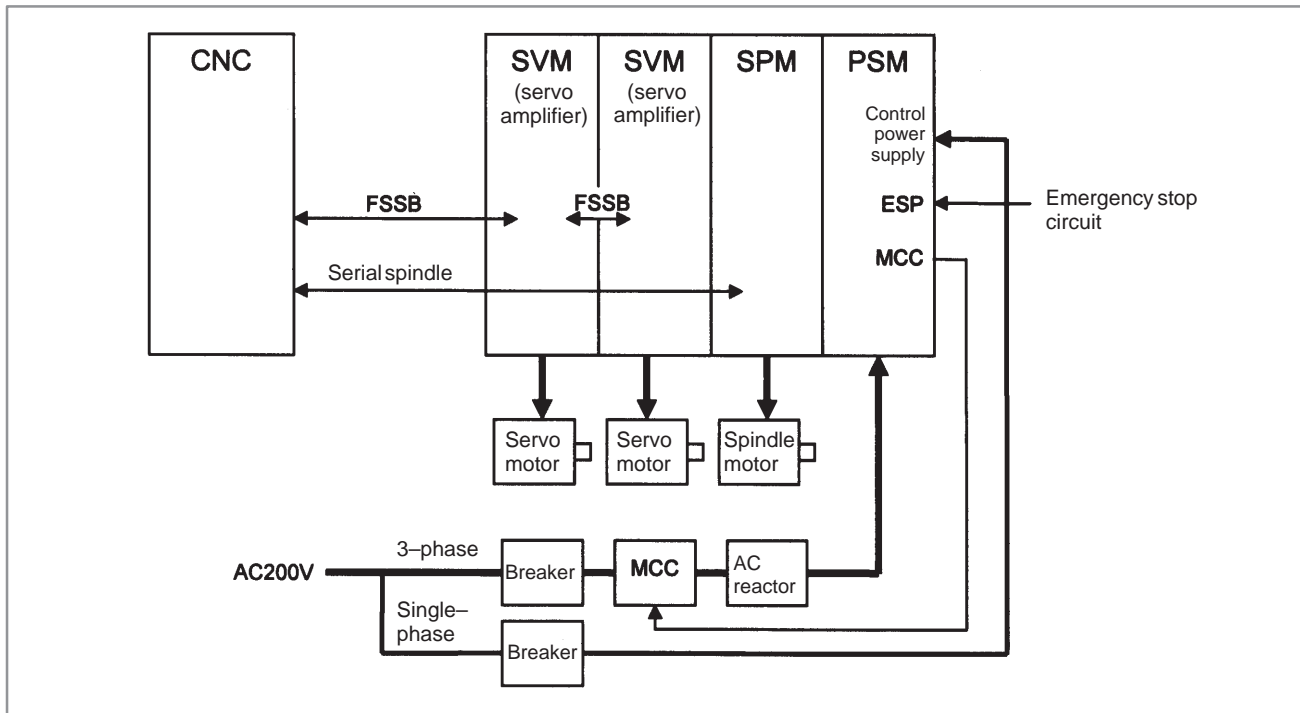 CNC
SVM
(servo
amplifier)
SVM
(servo
amplifier)
SPM
PSM
Control
power
supply
FSSB
FSSB
ESP
Emergency stop
circuit
MCC
Serial spindle
Servo
motor
Servo
motor
Spindle
motor
3–phase
AC200V
Breaker
MCC
AC
reactor
Single–
phase
Breaker